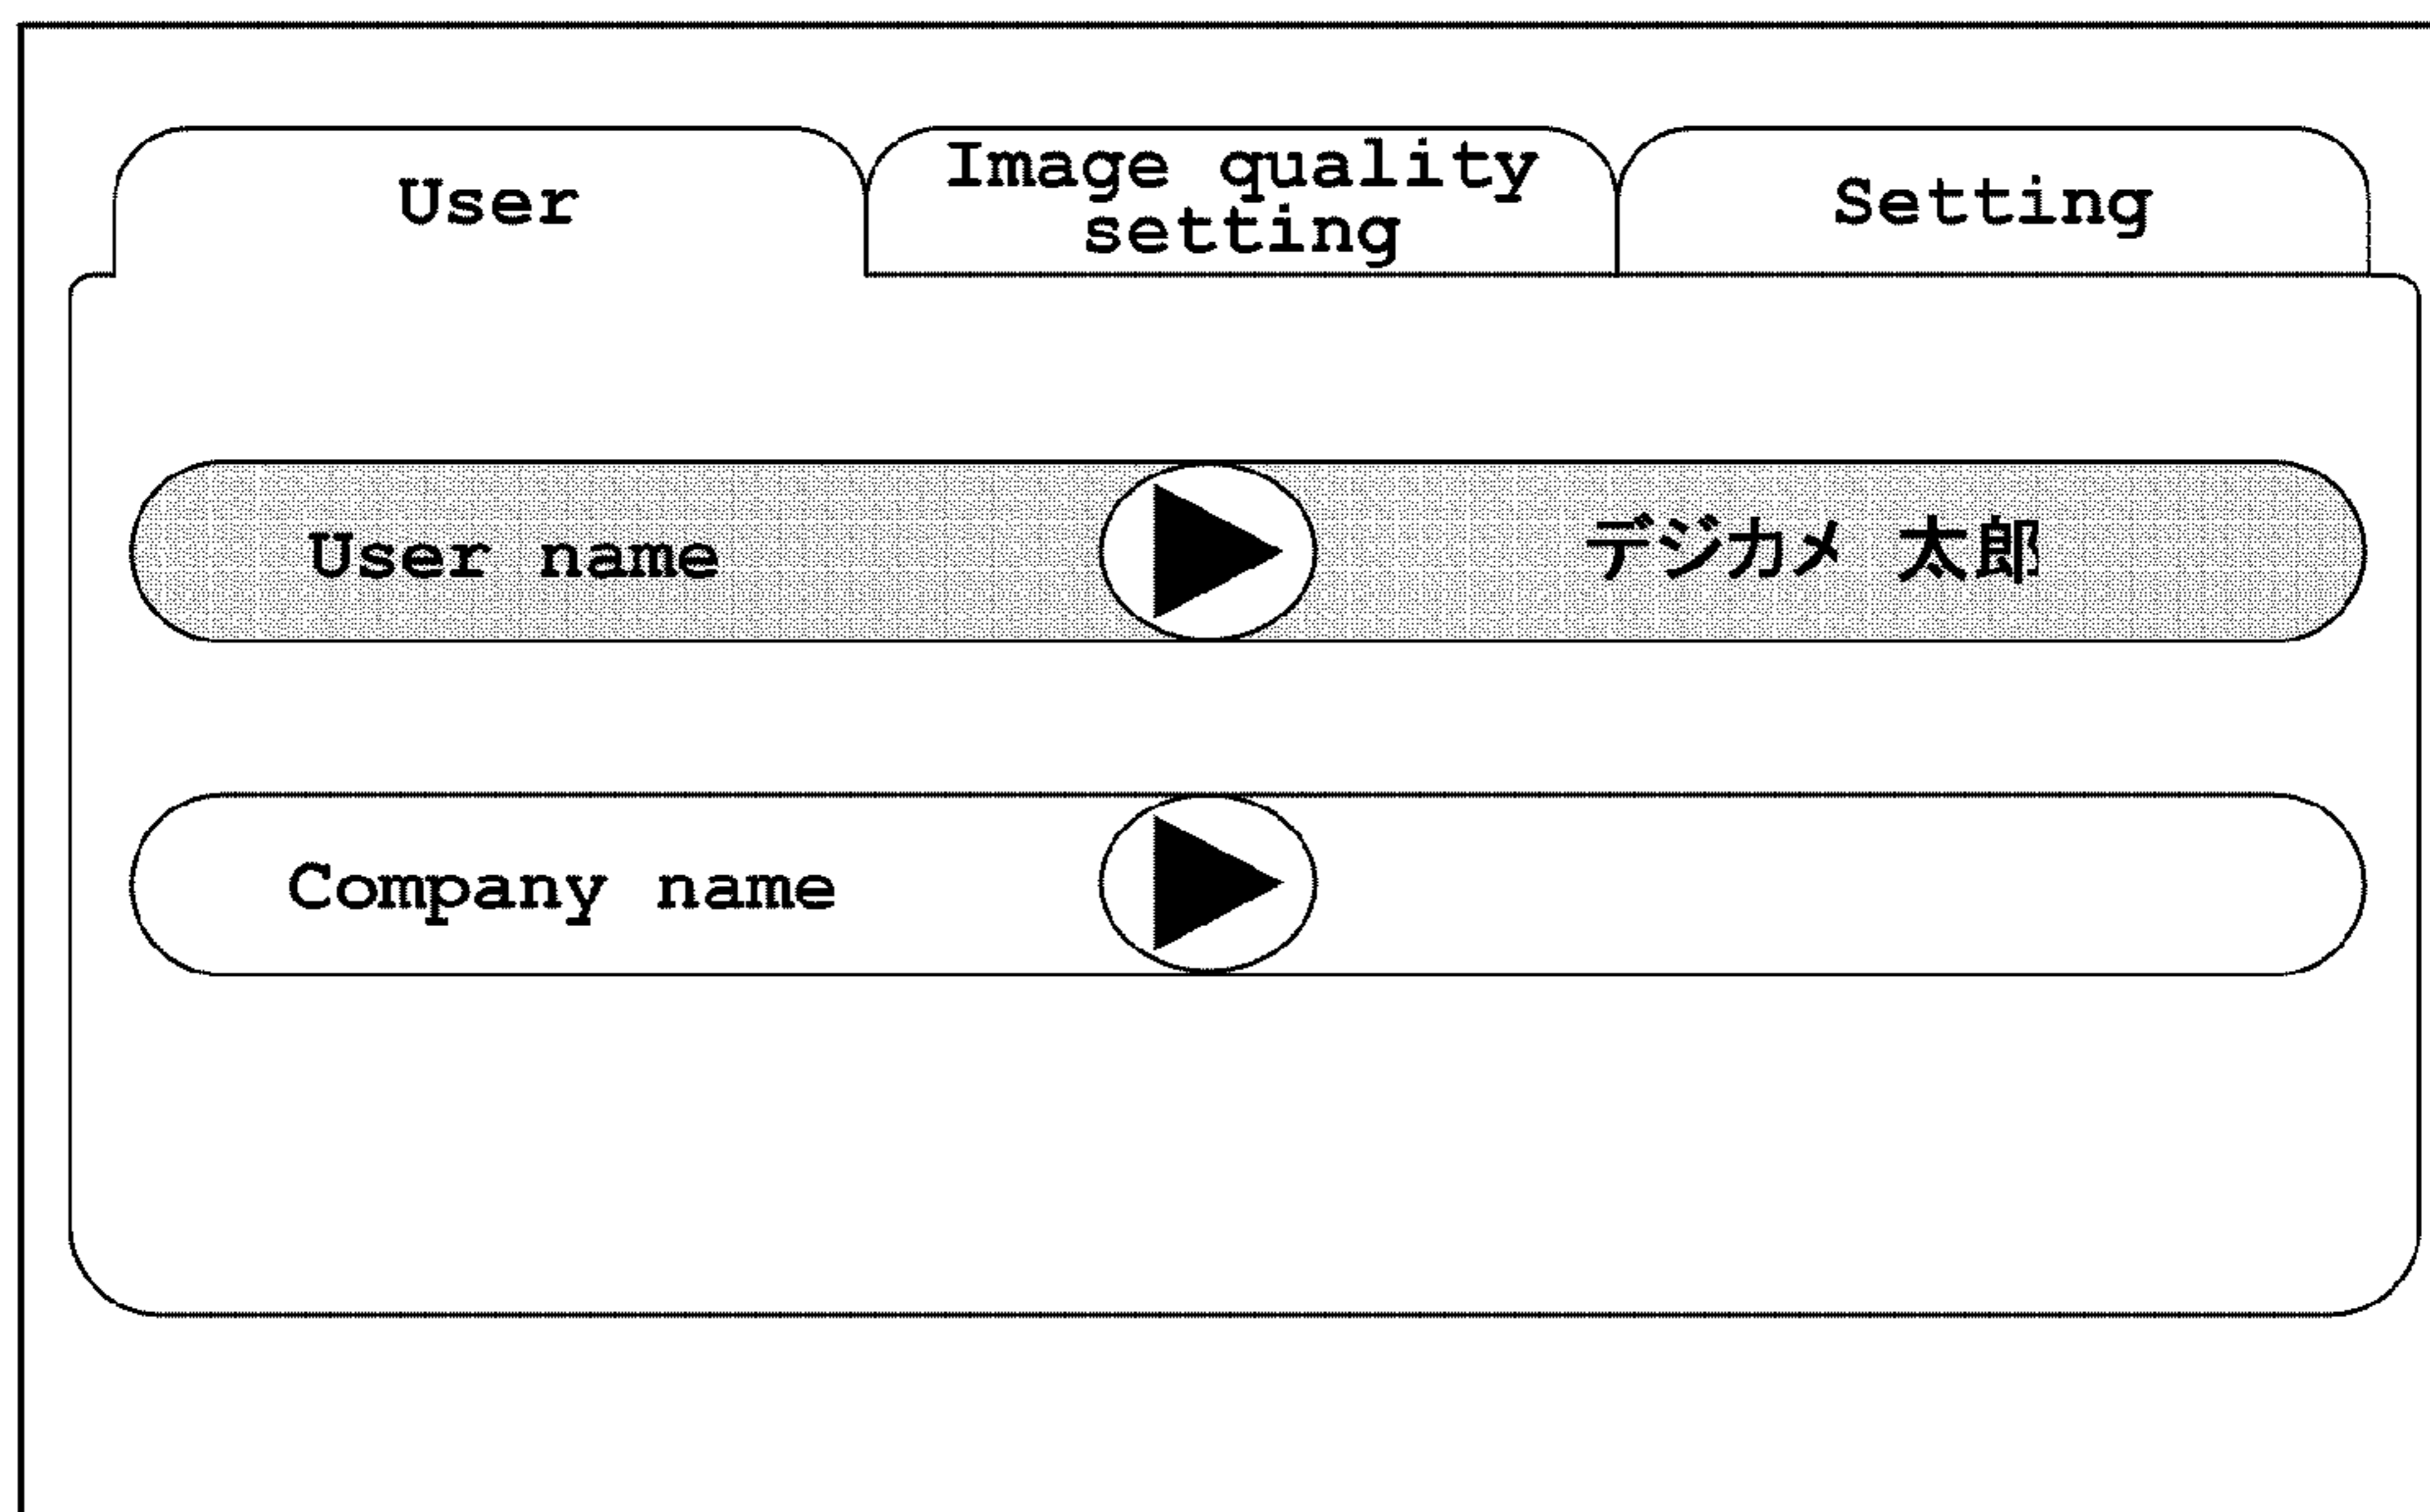 User
Image quality
setting
Setting
User name
デジカメ 太郎
Company name